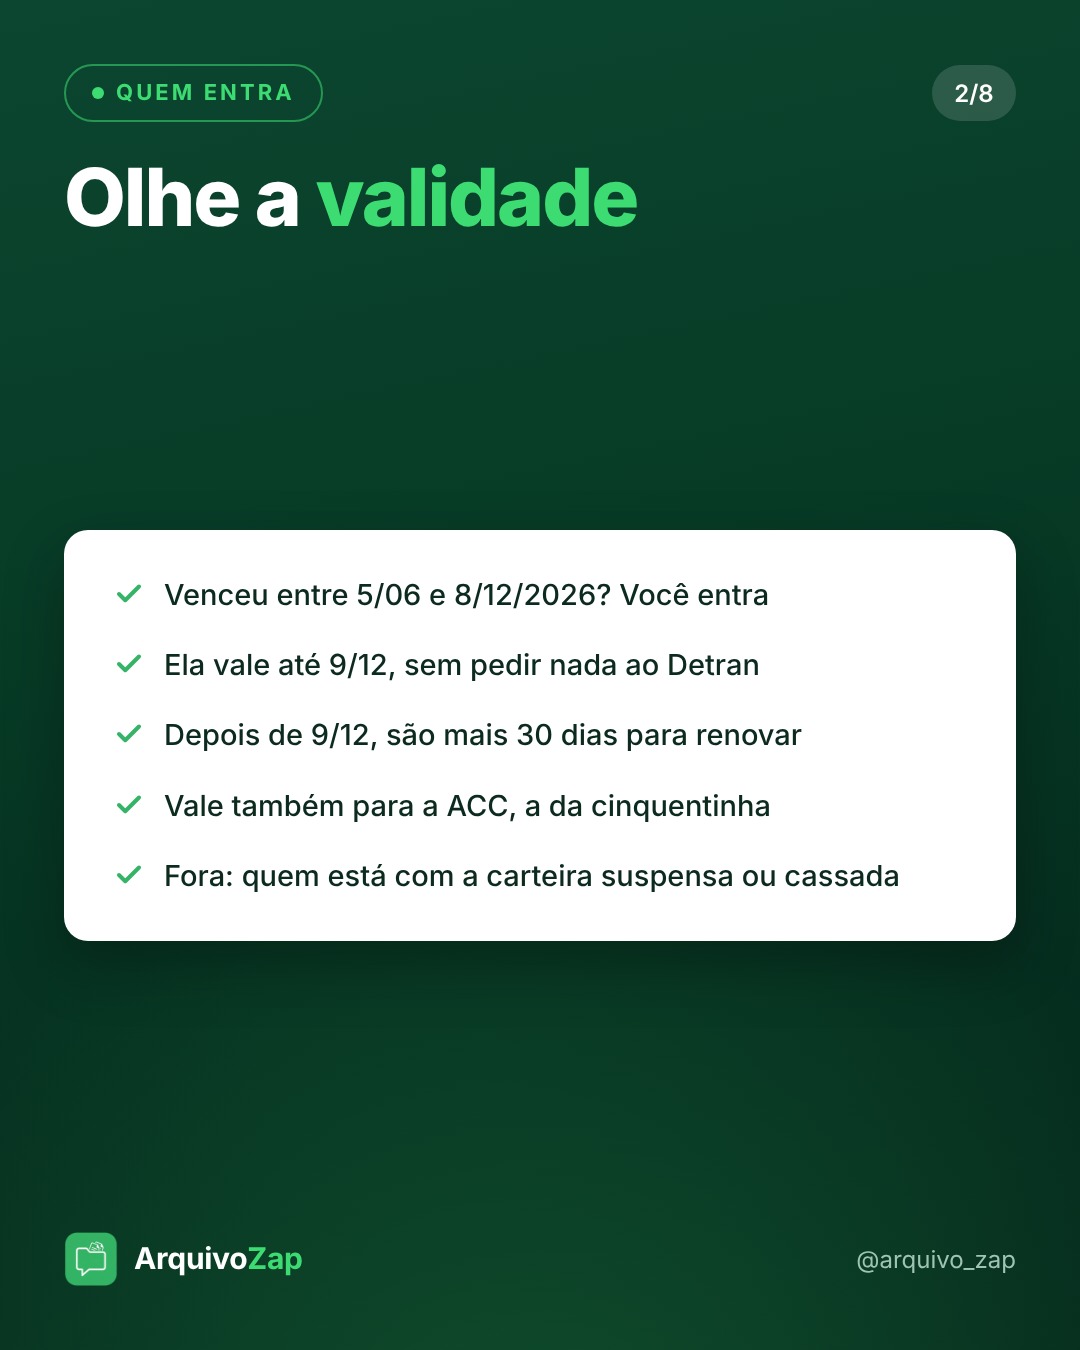 QUEM ENTRA
2/8
Olhe a validade
Venceu entre 5/06 e 8/12/2026? Você entra
Ela vale até 9/12, sem pedir nada ao Detran
Depois de 9/12, são mais 30 dias para renovar
Vale também para a ACC, a da cinquentinha
Fora: quem está com a carteira suspensa ou cassada
ArquivoZap
@arquivo_zap